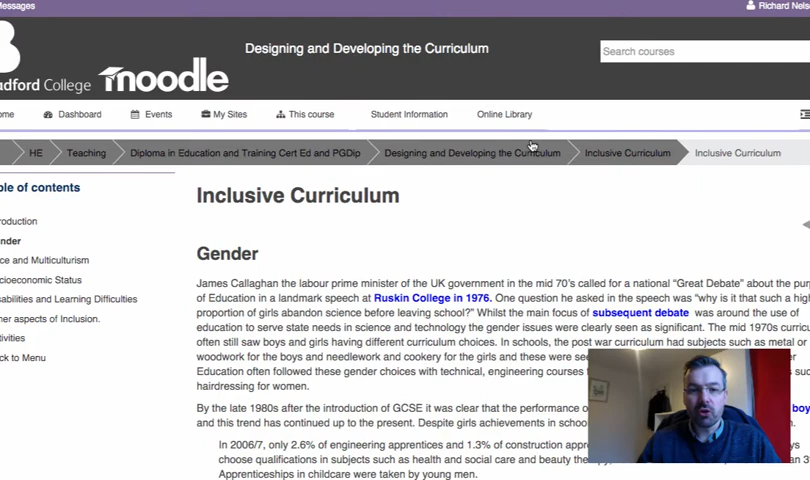 Messages
Richard Nels
Designing and Developing the Curriculum
Search courses
adford College moodle
ome Dashboard Events My Sites This course Student Information Online Library
HE Teaching Diploma in Education and Training Cert Ed and PGDip Designing and Developing the Curriculum Inclusive Curriculum Inclusive Curriculum
ble of contents
roduction
nder
ce and Multiculturism
cioeconomic Status
sabilities and Learning Difficulties
her aspects of Inclusion.
tivities
ck to Menu
Inclusive Curriculum
Gender
James Callaghan the labour prime minister of the UK government in the mid 70's called for a national "Great Debate" about the purp
of Education in a landmark speech at Ruskin College in 1976. One question he asked in the speech was "why is it that such a high
proportion of girls abandon science before leaving school?" Whilst the main focus of subsequent debate was around the use of
education to serve state needs in science and technology the gender issues were clearly seen as significant. The mid 1970s curricu
often still saw boys and girls having different curriculum choices. In schools, the post war curriculum had subjects such as metal or
woodwork for the boys and needlework and cookery for the girls and these were see
Education often followed these gender choices with technical, engineering courses suc
hairdressing for women.
By the late 1980s after the introduction of GCSE it was clear that the performance o boy
and this trend has continued up to the present. Despite girls achievements in schoo n.
In 2006/7, only 2.6% of engineering apprentices and 1.3% of construction appre ys
choose qualifications in subjects such as health and social care and beauty therapy, an 3
Apprenticeships in childcare were taken by young men.